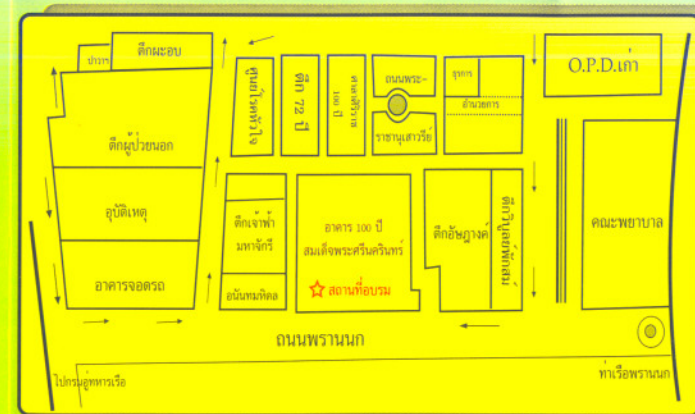 ปาวาฯ
ตึกผะอบ
ศูนย์โรคหัวใจ
ตึก 72 ปี
ศาลาศิริราช
100 ปี
ถนนพระ-
ราชานุเสาวรีย์
ธุรการ
อำนวยการ
O.P.D.เก่า
ตึกผู้ป่วยนอก
อุบัติเหตุ
อาคารจอดรถ
ตึกเจ้าฟ้า
มหาจักรี
อนันทมหิดล
อาคาร 100 ปี
สมเด็จพระศรีนครินทร์
สถานที่อบรม
ตึกอัษฎางค์
คณะพยาบาล
ถนนพรานนก
ไปกรมอู่ทหารเรือ
ท่าเรือพรานนก